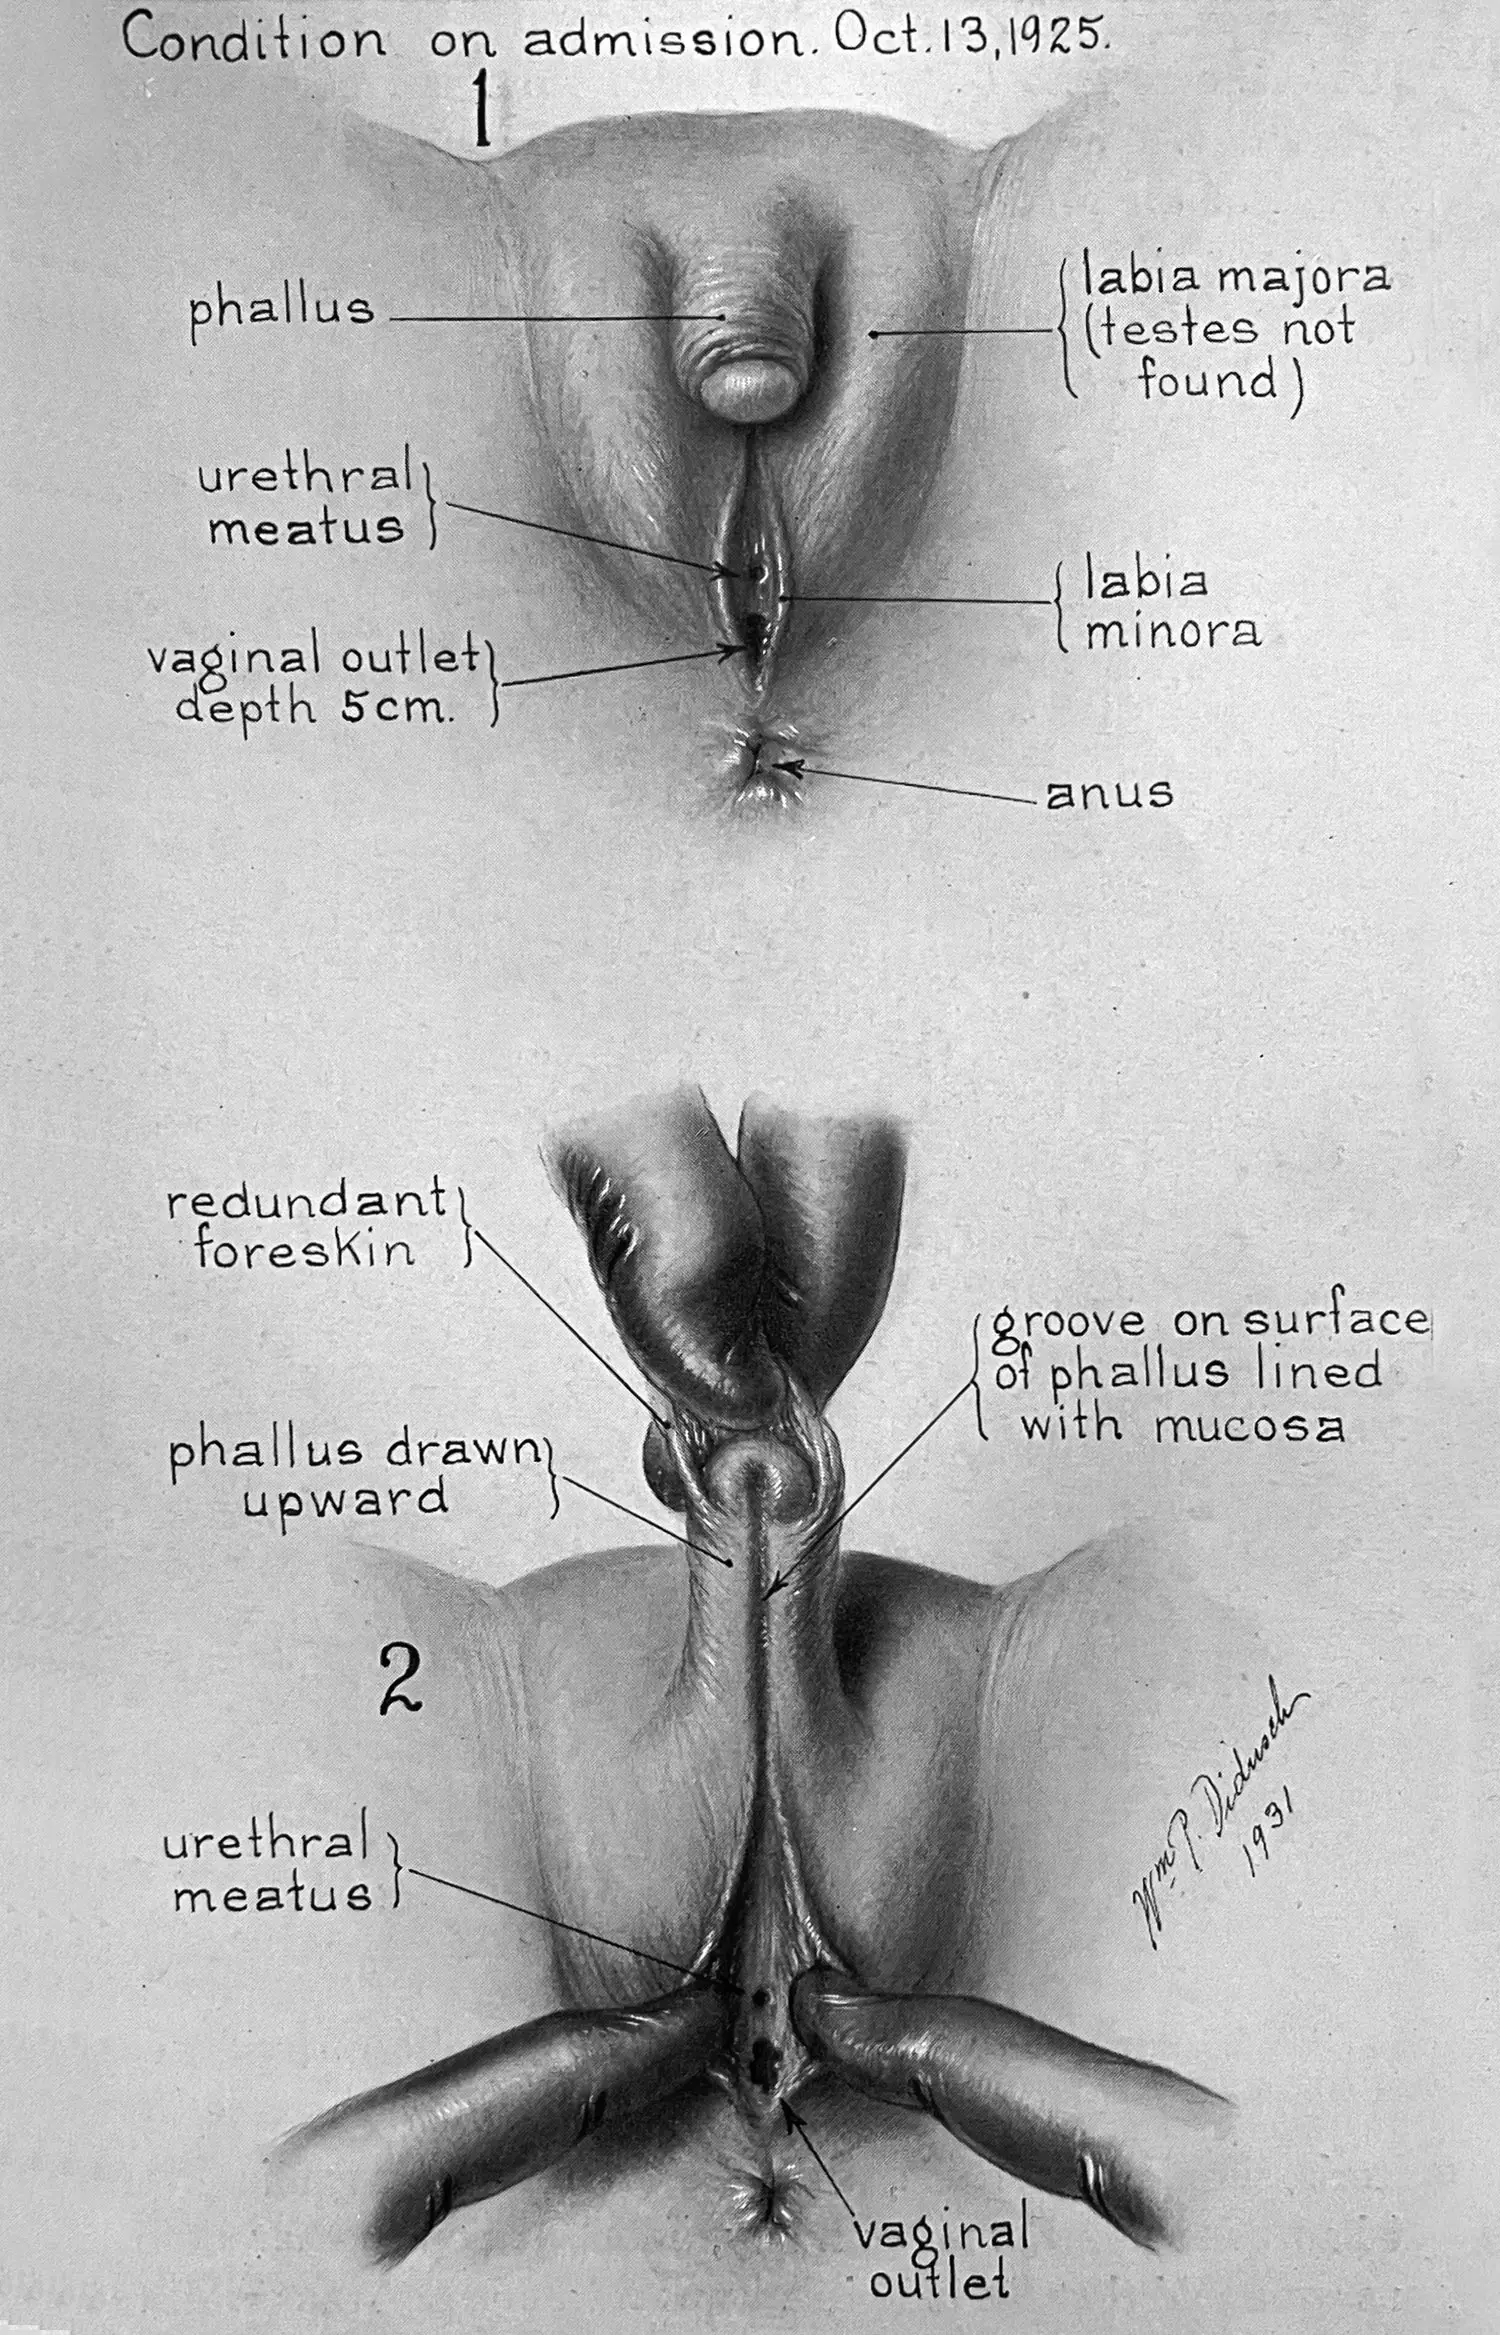 Condition on admission. Oct. 13, 1925.
1
phallus
labia majora
(testes not
found)
urethral
meatus
labia
minora
vaginal outlet
depth 5 cm.
anus
redundant
foreskin
groove on surface
of phallus lined
with mucosa
phallus drawn
upward
2
urethral
meatus
Wm P. Didusch
1931
vaginal
outlet